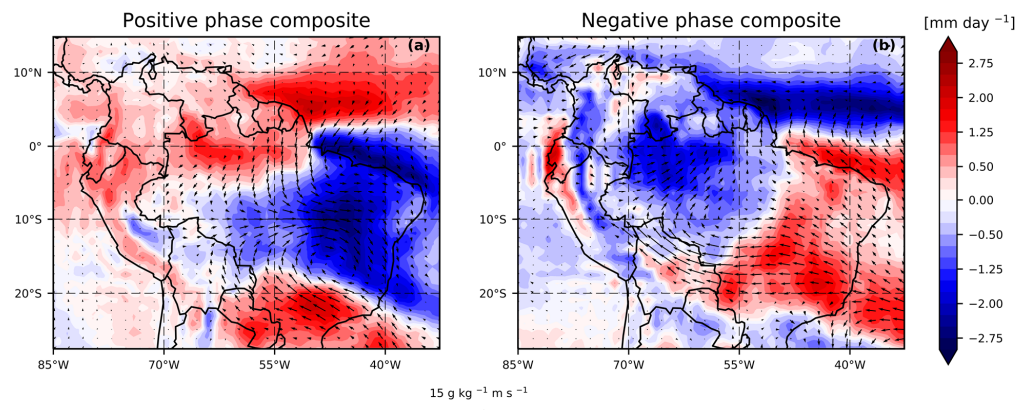 Positive phase composite
Negative phase composite
[mm day ⁻¹]
(a)
(b)
10°N
0°
10°S
20°S
85°W
70°W
55°W
40°W
10°N
0°
10°S
20°S
85°W
70°W
55°W
40°W
2.75
2.00
1.25
0.50
0.00
−0.50
−1.25
−2.00
−2.75
15 g kg ⁻¹ m s ⁻¹